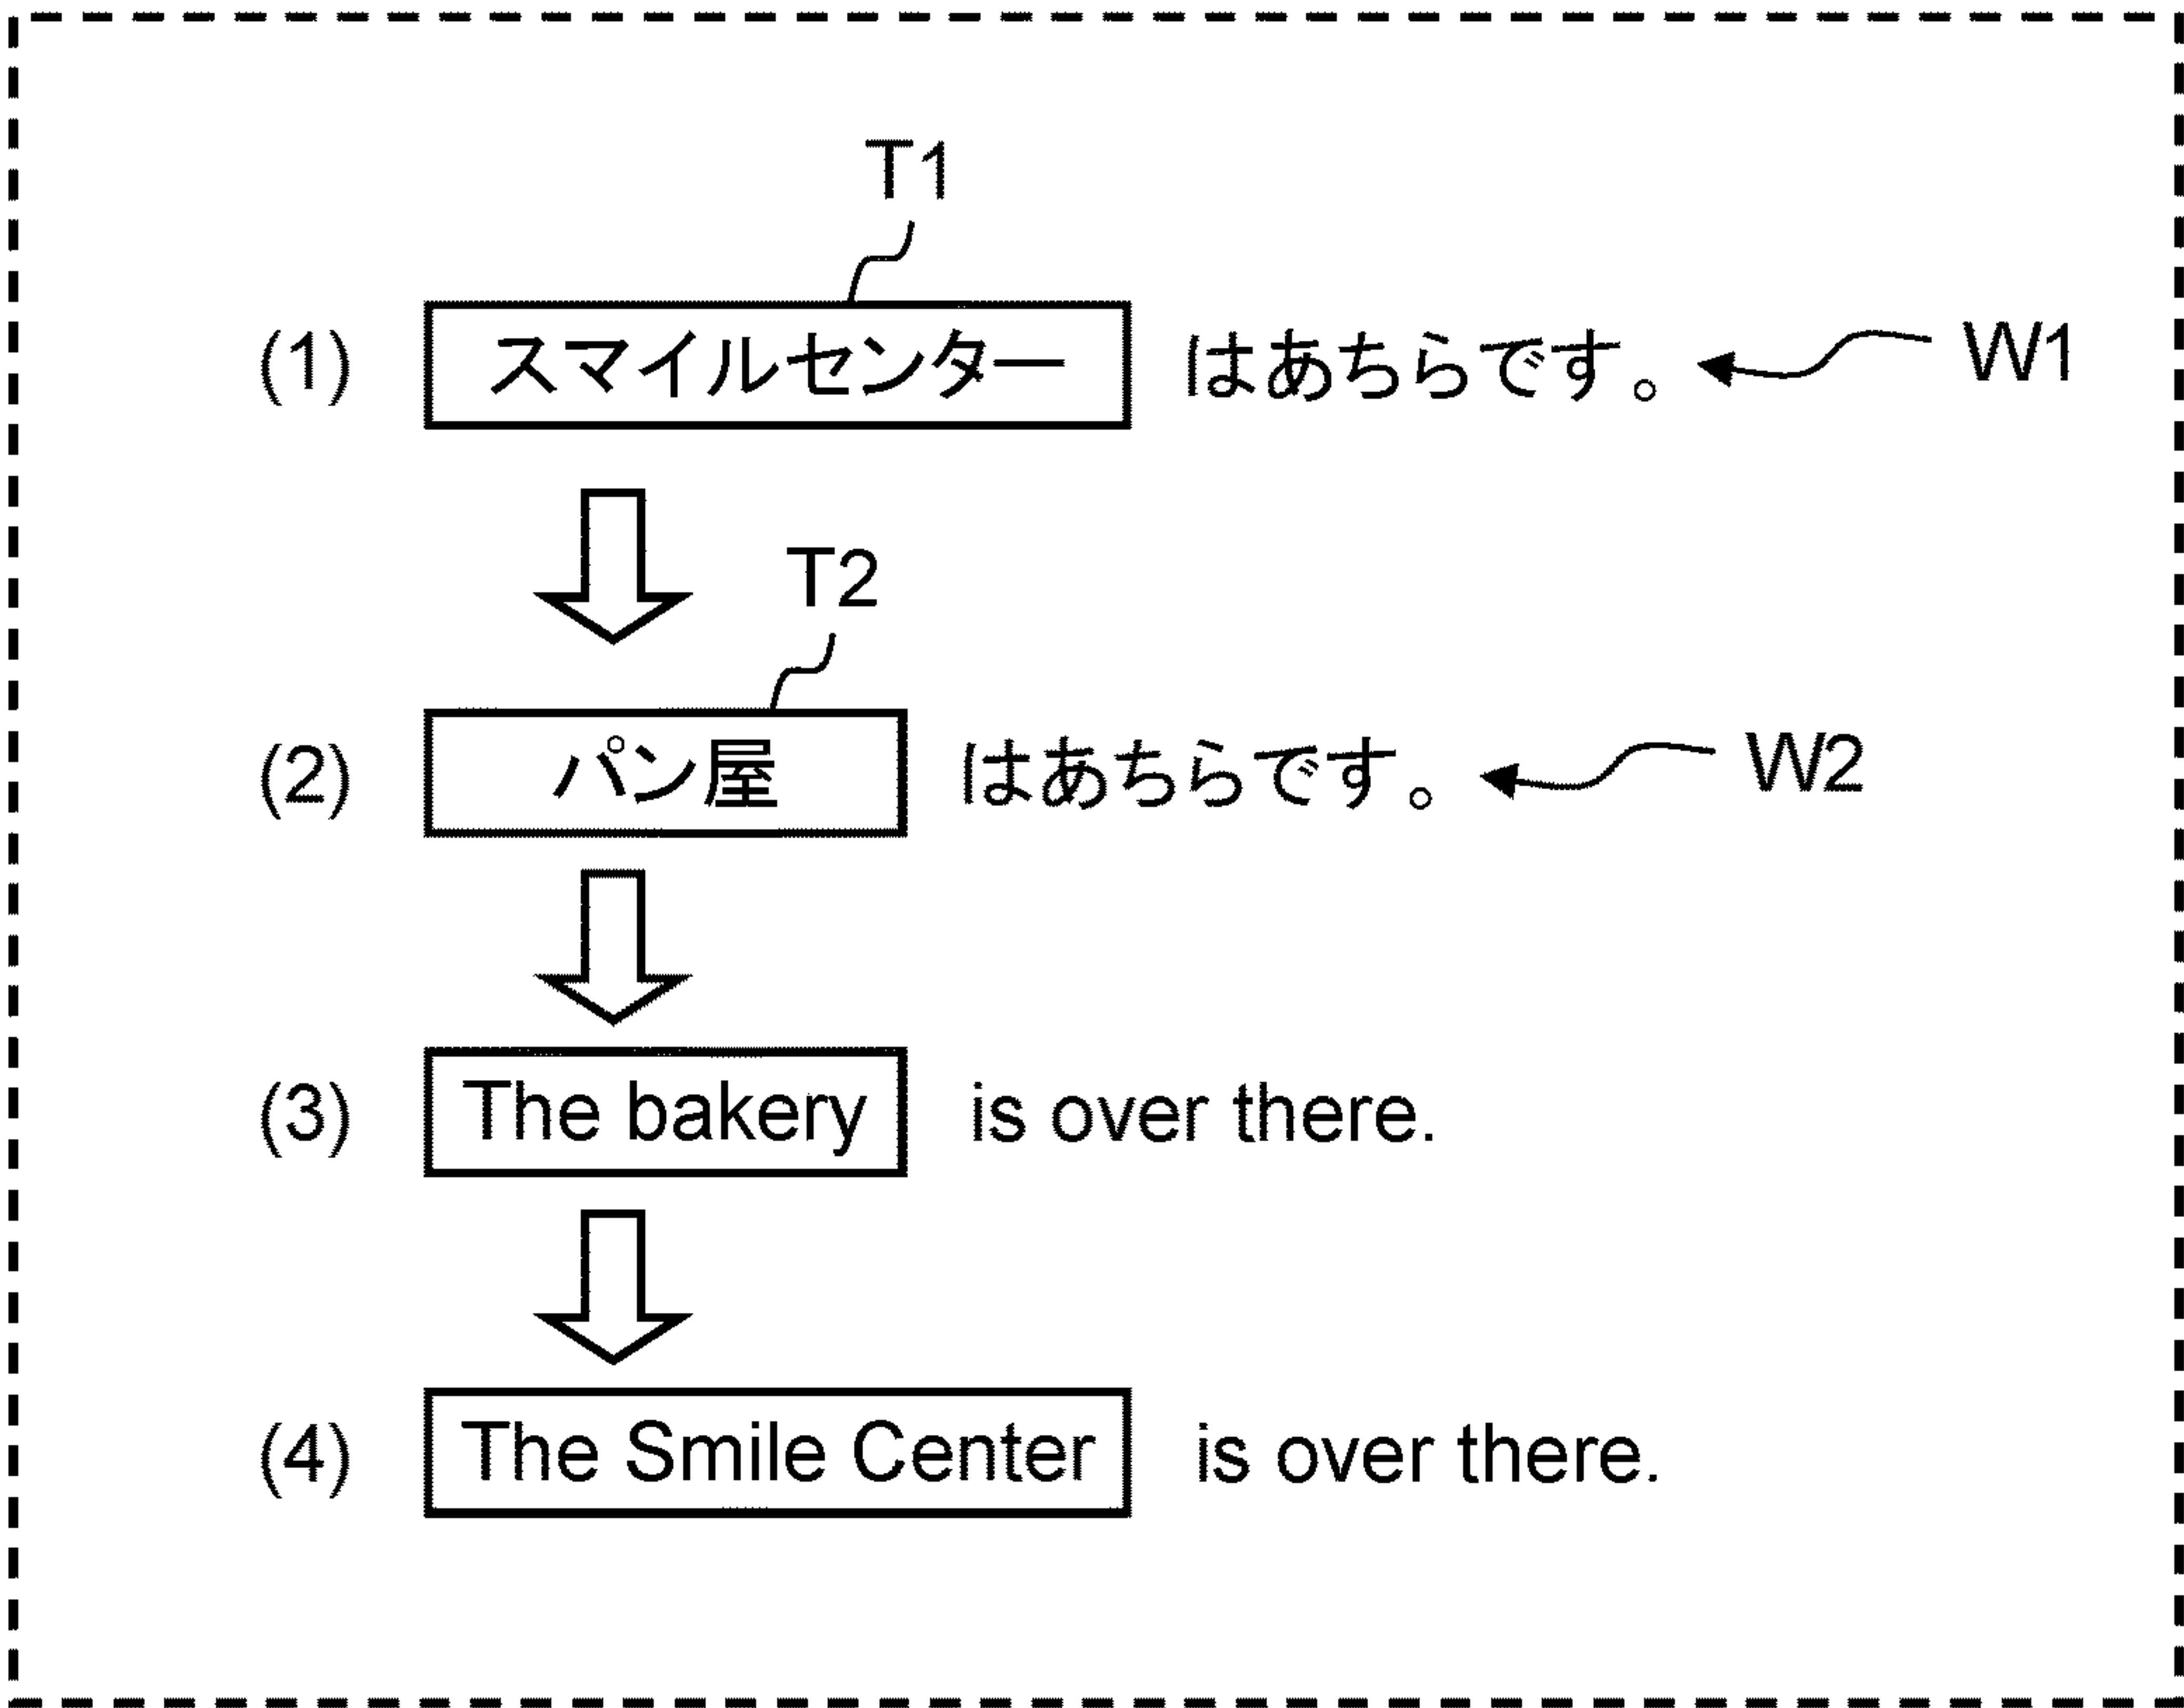 T1
(1) スマイルセンター はあちらです。 W1
T2
(2) パン屋 はあちらです。 W2
(3) The bakery is over there.
(4) The Smile Center is over there.